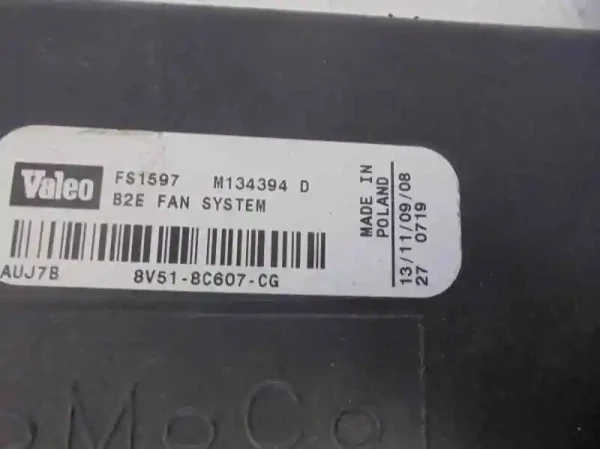 Valeo
FS1597 M134394 D
B2E FAN SYSTEM
AUJ7B 8V51-8C607-CG
MADE IN
POLAND
13/11/09/08
27 0719
oMoCo